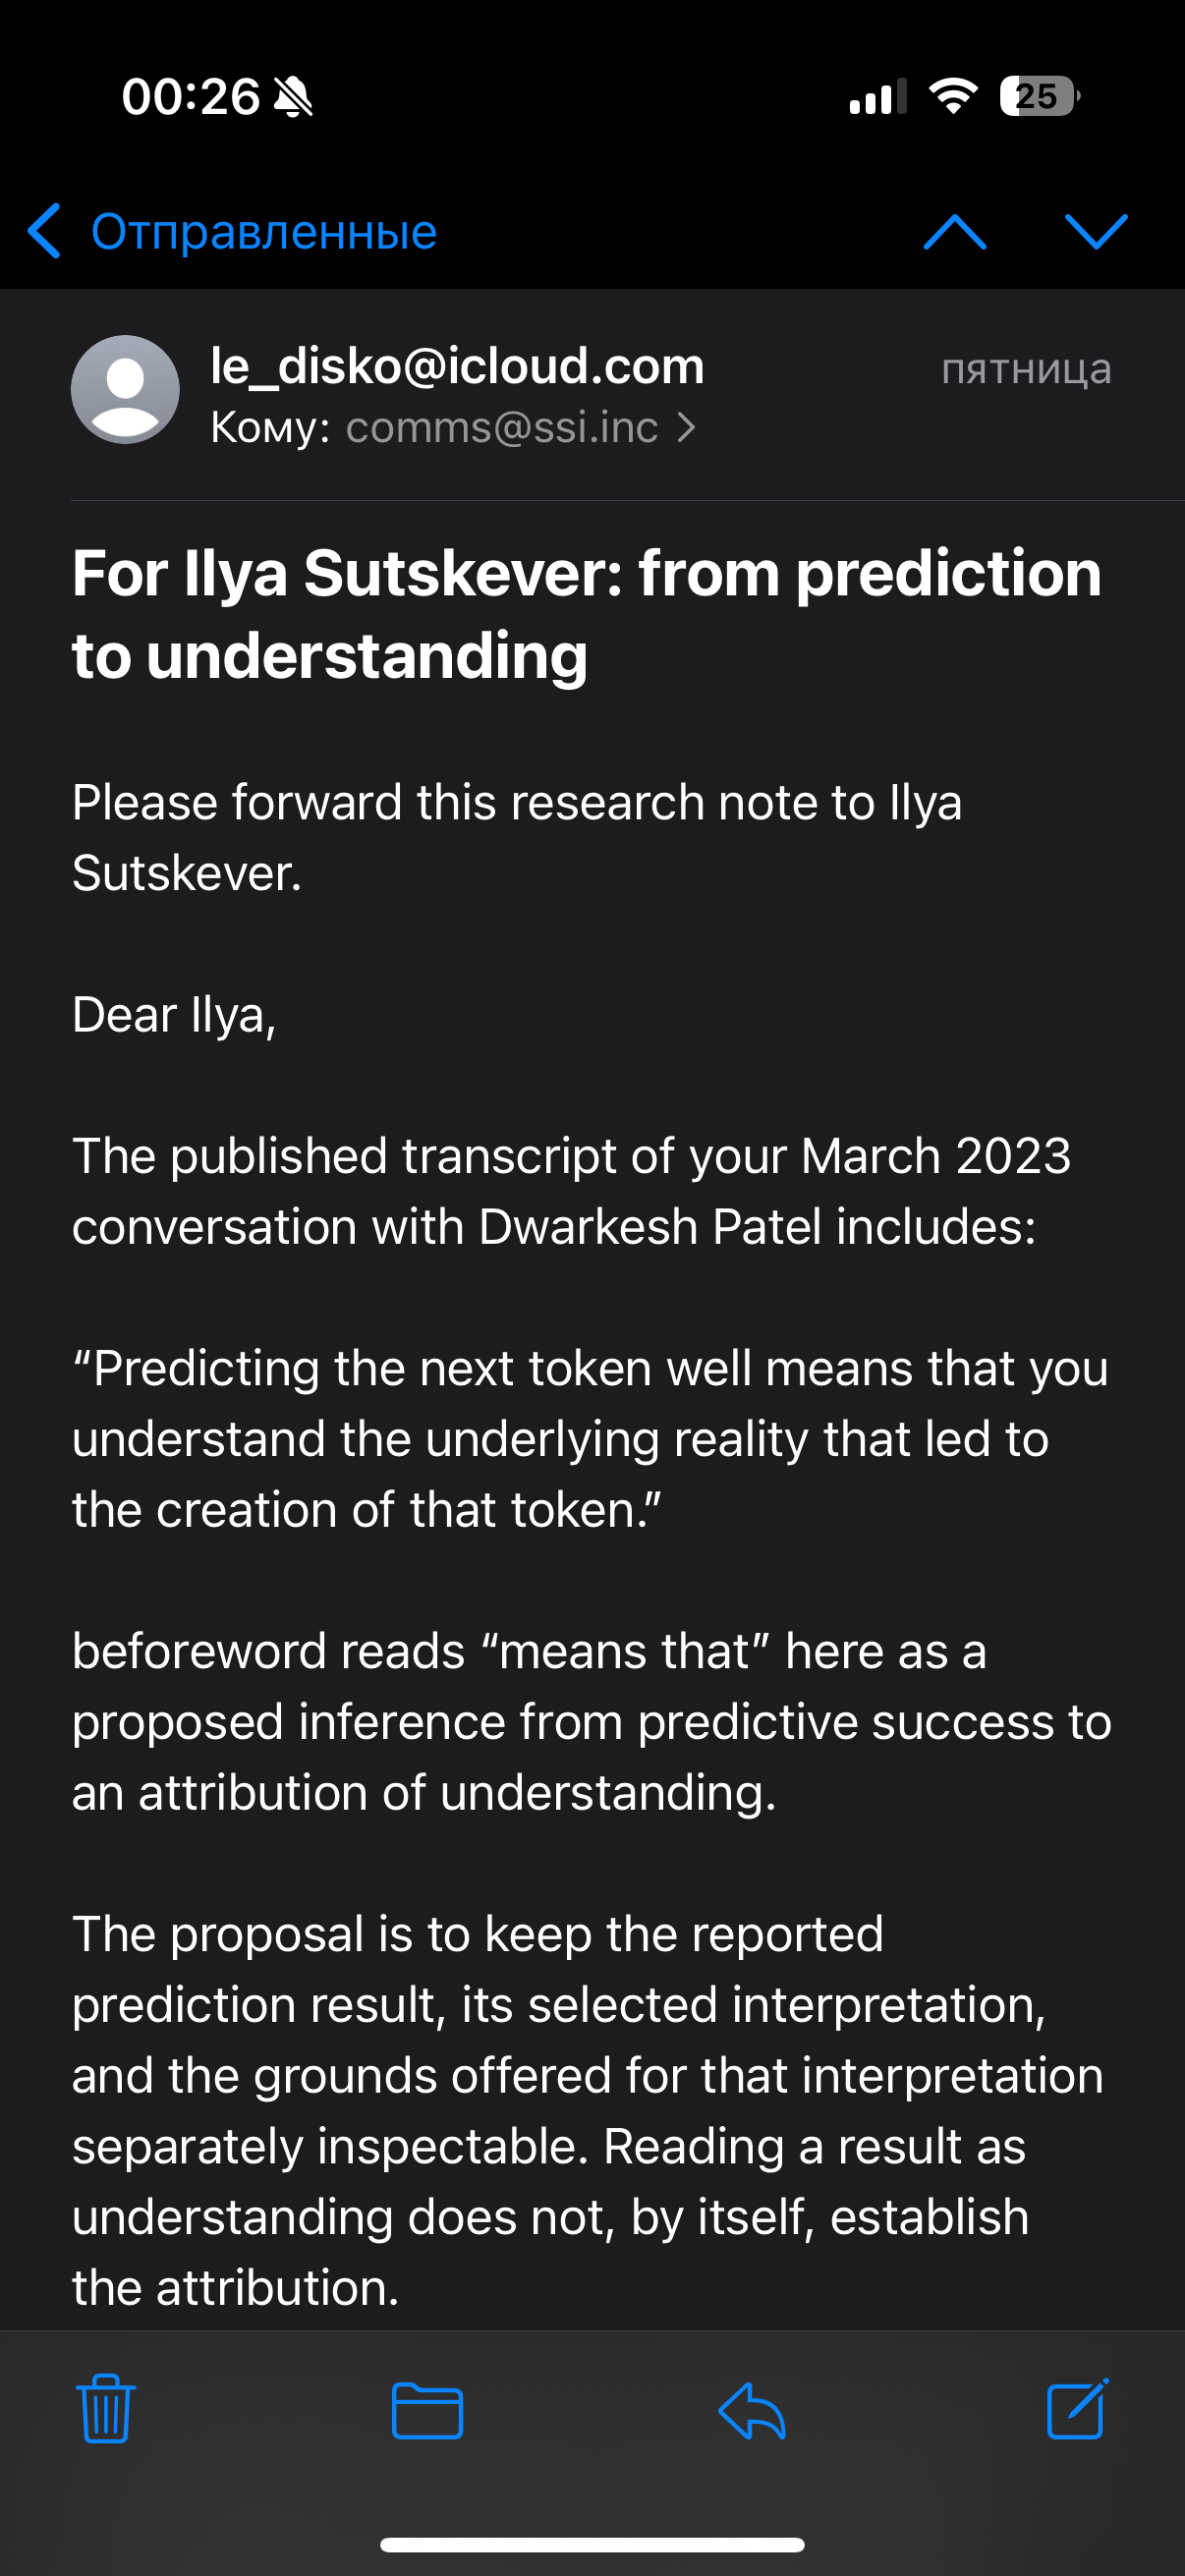 00:26
25
Отправленные
le_disko@icloud.com
пятница
Кому: comms@ssi.inc
For Ilya Sutskever: from prediction
to understanding
Please forward this research note to Ilya
Sutskever.
Dear Ilya,
The published transcript of your March 2023
conversation with Dwarkesh Patel includes:
“Predicting the next token well means that you
understand the underlying reality that led to
the creation of that token.”
beforeword reads “means that” here as a
proposed inference from predictive success to
an attribution of understanding.
The proposal is to keep the reported
prediction result, its selected interpretation,
and the grounds offered for that interpretation
separately inspectable. Reading a result as
understanding does not, by itself, establish
the attribution.